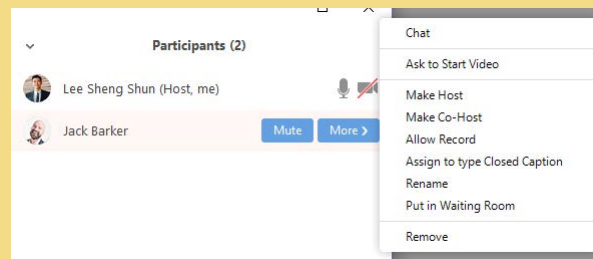 Participants (2)
Lee Sheng Shun (Host, me)
Jack Barker
Mute
More >
Chat
Ask to Start Video
Make Host
Make Co-Host
Allow Record
Assign to type Closed Caption
Rename
Put in Waiting Room
Remove